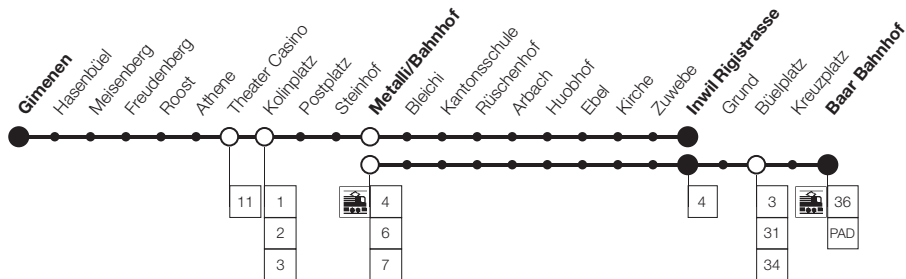 Gimenen
Hasenbüel
Meisenberg
Freudenberg
Roost
Athene
Theater Casino
Kolinplatz
Postplatz
Steinhof
Metalli/Bahnhof
Bleichi
Kantonsschule
Rüschenhof
Arbach
Huobhof
Ebel
Kirche
Zuwebe
Inwil Rigistrasse
Grund
Büelplatz
Kreuzplatz
Baar Bahnhof
11
1
2
3
4
6
7
4
3
31
34
36
PAD